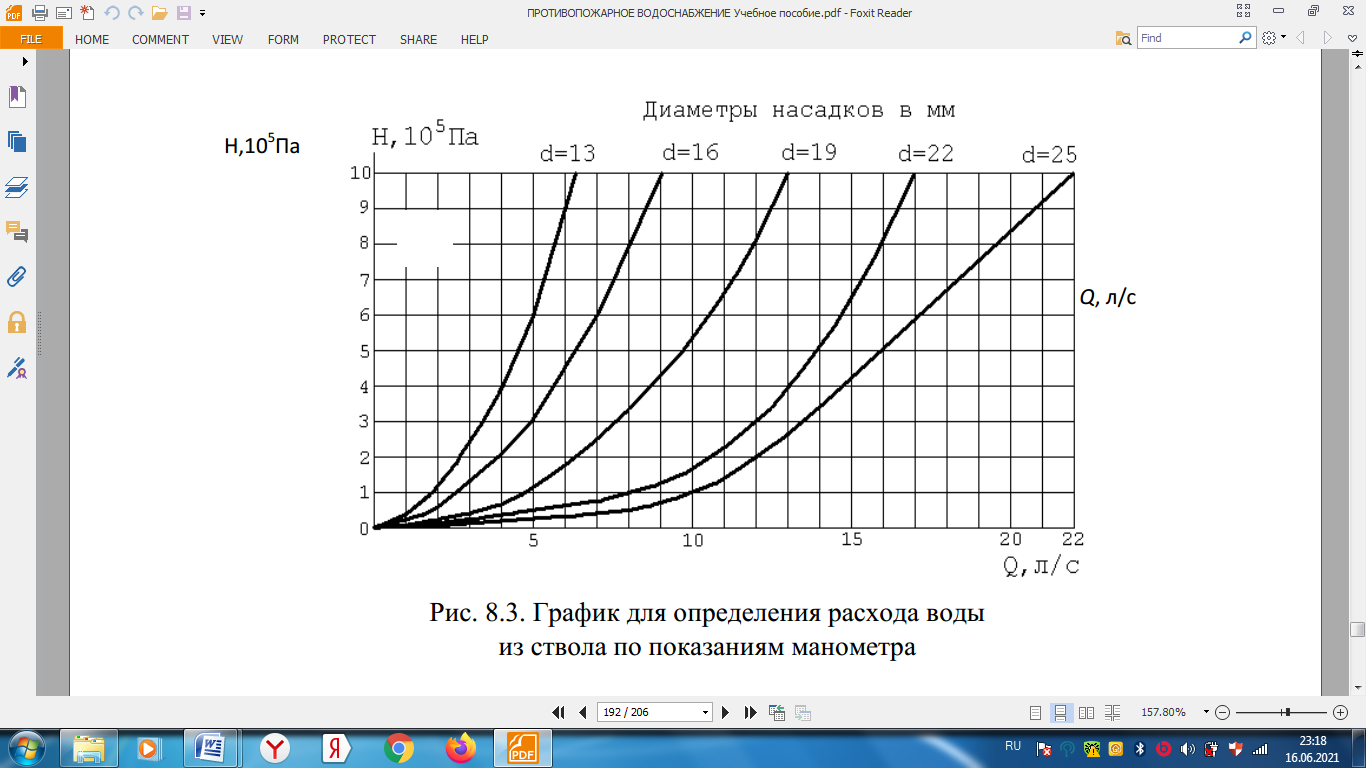 ПРОТИВОПОЖАРНОЕ ВОДОСНАБЖЕНИЕ Учебное пособие.pdf - Foxit Reader
FILE HOME COMMENT VIEW FORM PROTECT SHARE HELP
Find
Диаметры насадков в мм
Н,10⁵Па
Н,10⁵Па
d=13 d=16 d=19 d=22 d=25
10
9
8
7
6
5
4
3
2
1
0
Q, л/с
5 10 15 20 22
Q,л/с
Рис. 8.3. График для определения расхода воды
из ствола по показаниям манометра
192 / 206
157.80%
RU
23:18
16.06.2021